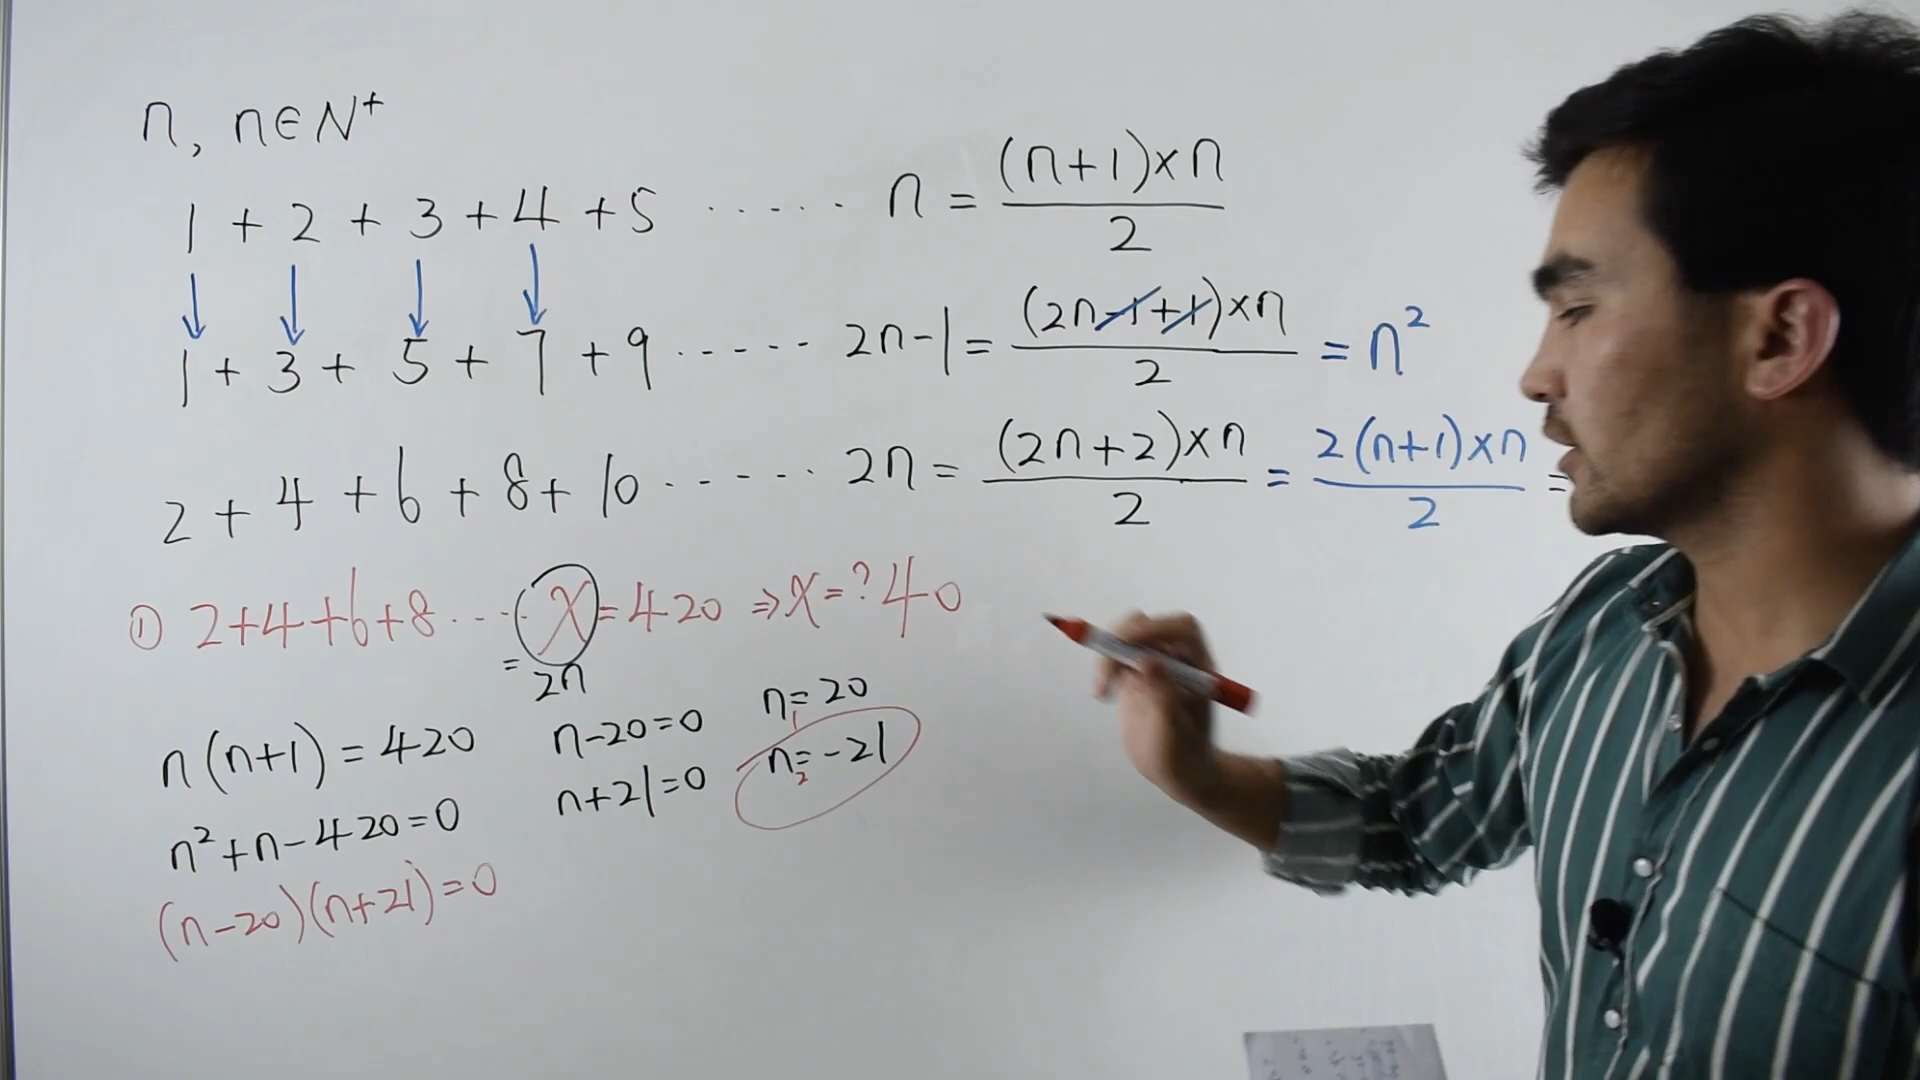 n, n∈N⁺
1 + 2 + 3 + 4 + 5 ····· n = (n+1)×n / 2
1 + 3 + 5 + 7 + 9 ····· 2n-1 = (2n-1+1)×n / 2 = n²
2 + 4 + 6 + 8 + 10 ····· 2n = (2n+2)×n / 2 = 2(n+1)×n / 2 =
① 2+4+6+8 ···· x = 420 ⇒ x = ? 40
= 2n
n(n+1) = 420
n²+n-420=0
(n-20)(n+21)=0
n-20=0
n+21=0
n₁=20
n₂=-21